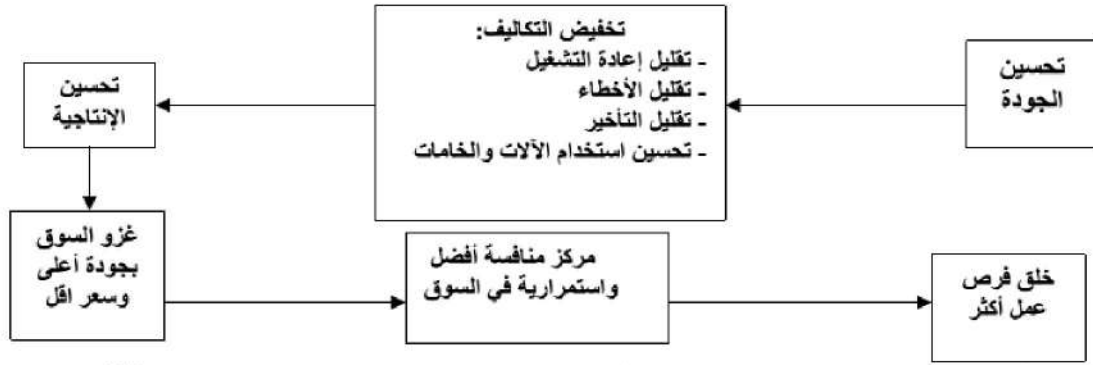 تحسين
الجودة
تخفيض التكاليف:
- تقليل إعادة التشغيل
- تقليل الأخطاء
- تقليل التأخير
- تحسين استخدام الآلات والخامات
تحسين
الإنتاجية
غزو السوق
بجودة أعلى
وسعر اقل
مركز منافسة أفضل
واستمرارية في السوق
خلق فرص
عمل أكثر